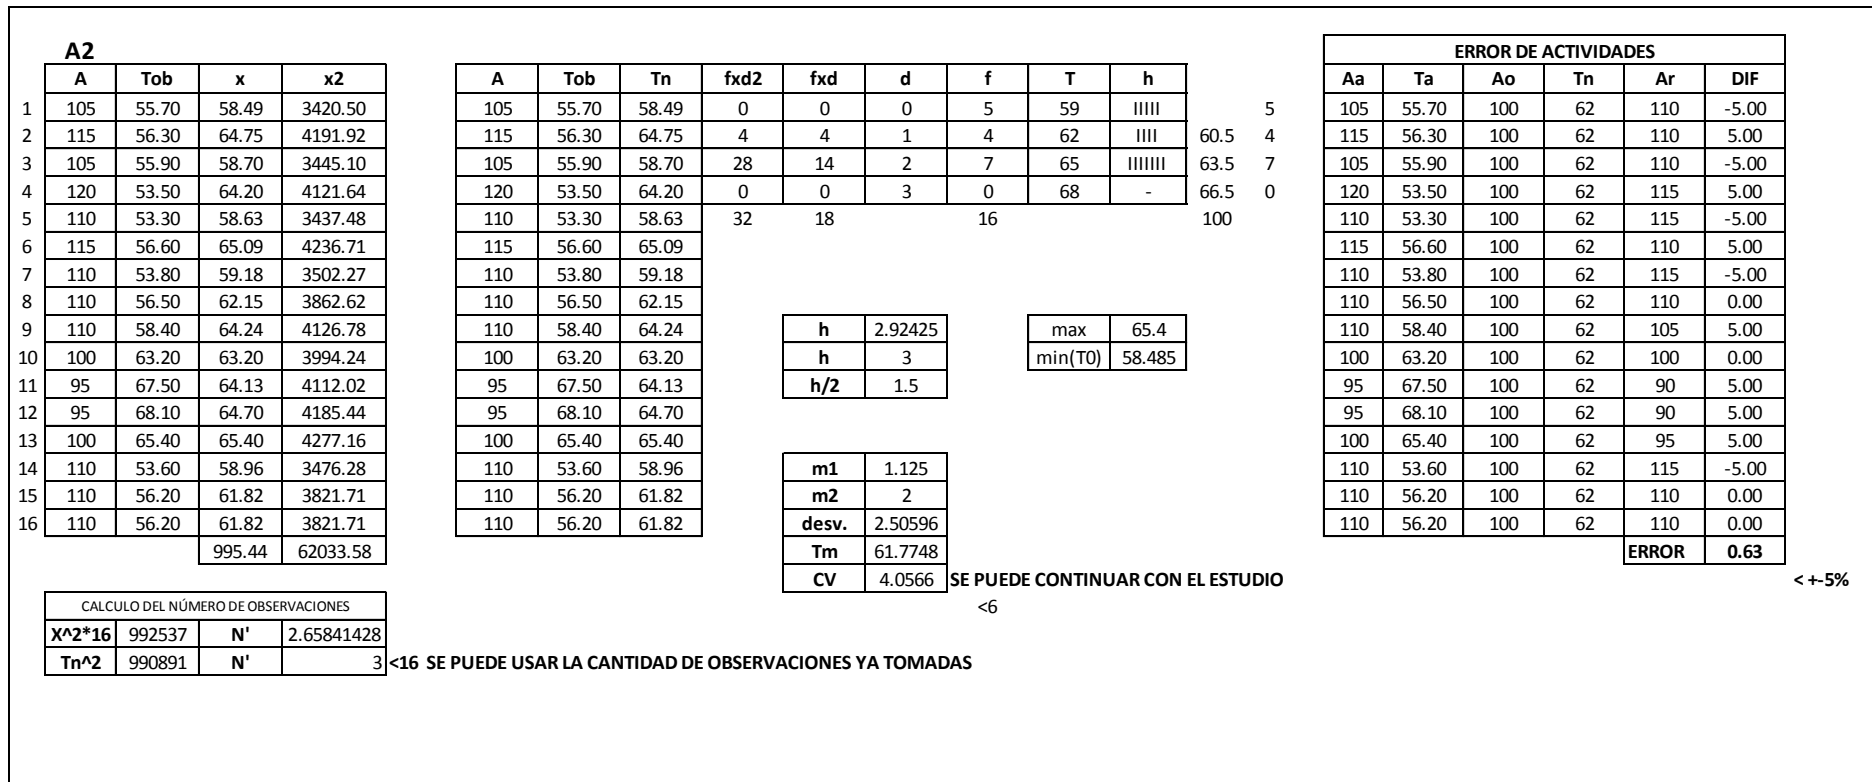 A2 ERROR DE ACTIVIDADES
A Tob x x2 A Tob Tn fxd2 fxd d f T h Aa Ta Ao Tn Ar DIF
1 105 55.70 58.49 3420.50 105 55.70 58.49 0 0 0 5 59 IIIII 5 105 55.70 100 62 110 -5.00
2 115 56.30 64.75 4191.92 115 56.30 64.75 4 4 1 4 62 IIII 60.5 4 115 56.30 100 62 110 5.00
3 105 55.90 58.70 3445.10 105 55.90 58.70 28 14 2 7 65 IIIIIII 63.5 7 105 55.90 100 62 110 -5.00
4 120 53.50 64.20 4121.64 120 53.50 64.20 0 0 3 0 68 - 66.5 0 120 53.50 100 62 115 5.00
5 110 53.30 58.63 3437.48 110 53.30 58.63 32 18 16 100 110 53.30 100 62 115 -5.00
6 115 56.60 65.09 4236.71 115 56.60 65.09 115 56.60 100 62 110 5.00
7 110 53.80 59.18 3502.27 110 53.80 59.18 110 53.80 100 62 115 -5.00
8 110 56.50 62.15 3862.62 110 56.50 62.15 110 56.50 100 62 110 0.00
9 110 58.40 64.24 4126.78 110 58.40 64.24 h 2.92425 max 65.4 110 58.40 100 62 105 5.00
10 100 63.20 63.20 3994.24 100 63.20 63.20 h 3 min(T0) 58.485 100 63.20 100 62 100 0.00
11 95 67.50 64.13 4112.02 95 67.50 64.13 h/2 1.5 95 67.50 100 62 90 5.00
12 95 68.10 64.70 4185.44 95 68.10 64.70 95 68.10 100 62 90 5.00
13 100 65.40 65.40 4277.16 100 65.40 65.40 100 65.40 100 62 95 5.00
14 110 53.60 58.96 3476.28 110 53.60 58.96 m1 1.125 110 53.60 100 62 115 -5.00
15 110 56.20 61.82 3821.71 110 56.20 61.82 m2 2 110 56.20 100 62 110 0.00
16 110 56.20 61.82 3821.71 110 56.20 61.82 desv. 2.50596 110 56.20 100 62 110 0.00
995.44 62033.58 Tm 61.7748 ERROR 0.63
CV 4.0566 SE PUEDE CONTINUAR CON EL ESTUDIO < +-5%
CALCULO DEL NÚMERO DE OBSERVACIONES <6
X^2*16 992537 N' 2.65841428
Tn^2 990891 N' 3 <16 SE PUEDE USAR LA CANTIDAD DE OBSERVACIONES YA TOMADAS